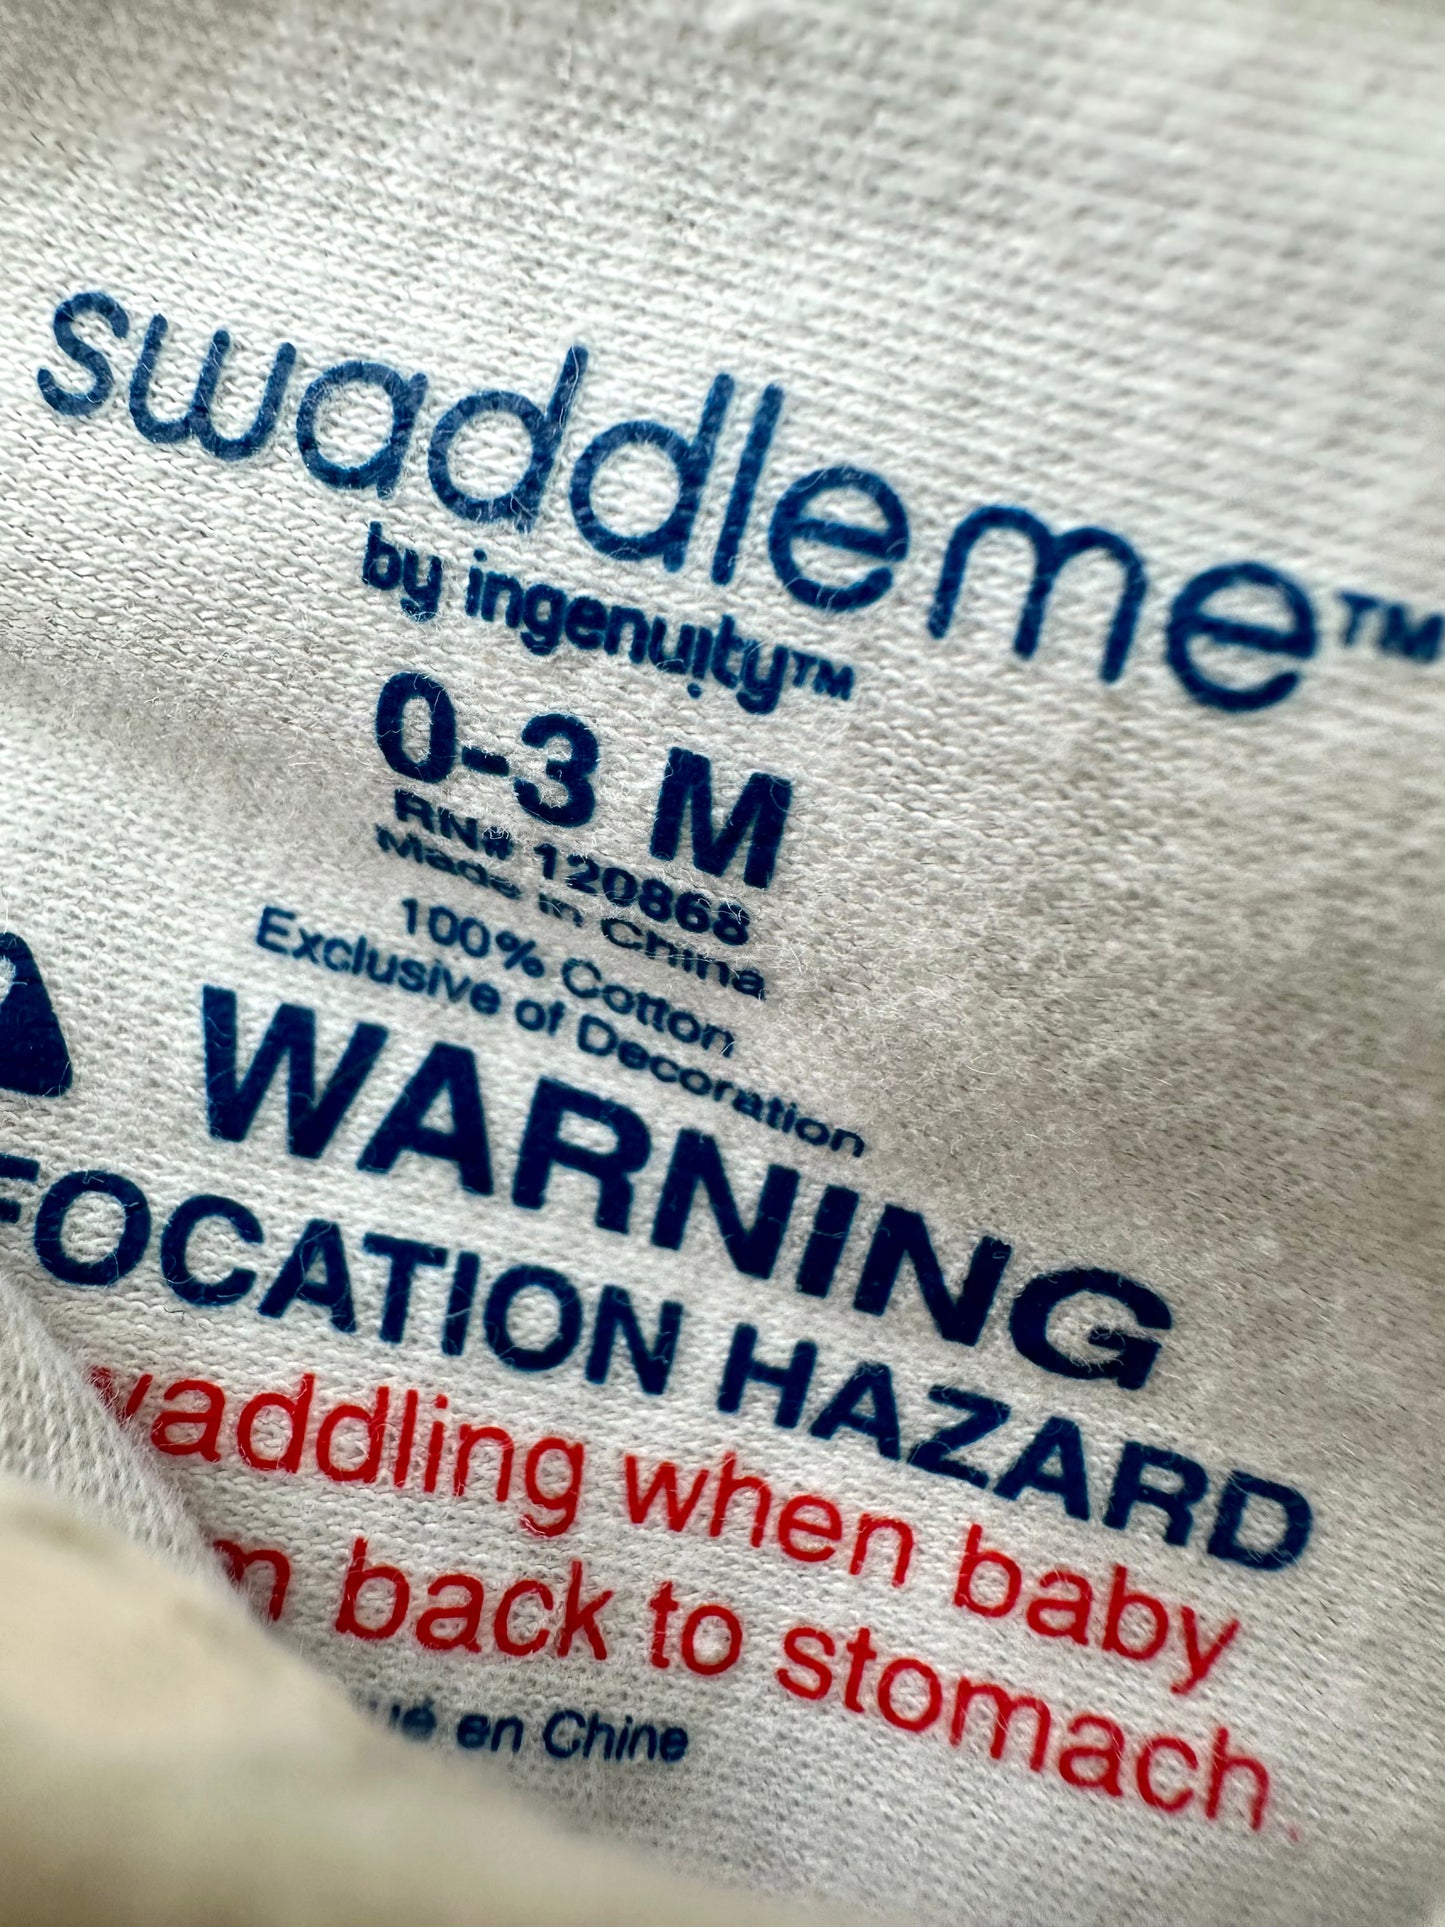 swaddleme™
by ingenuity™
0-3 M
RN# 120868
Made in China
100% Cotton
Exclusive of Decoration
WARNING
FOCATION HAZARD
waddling when baby
m back to stomach.
ué en Chine